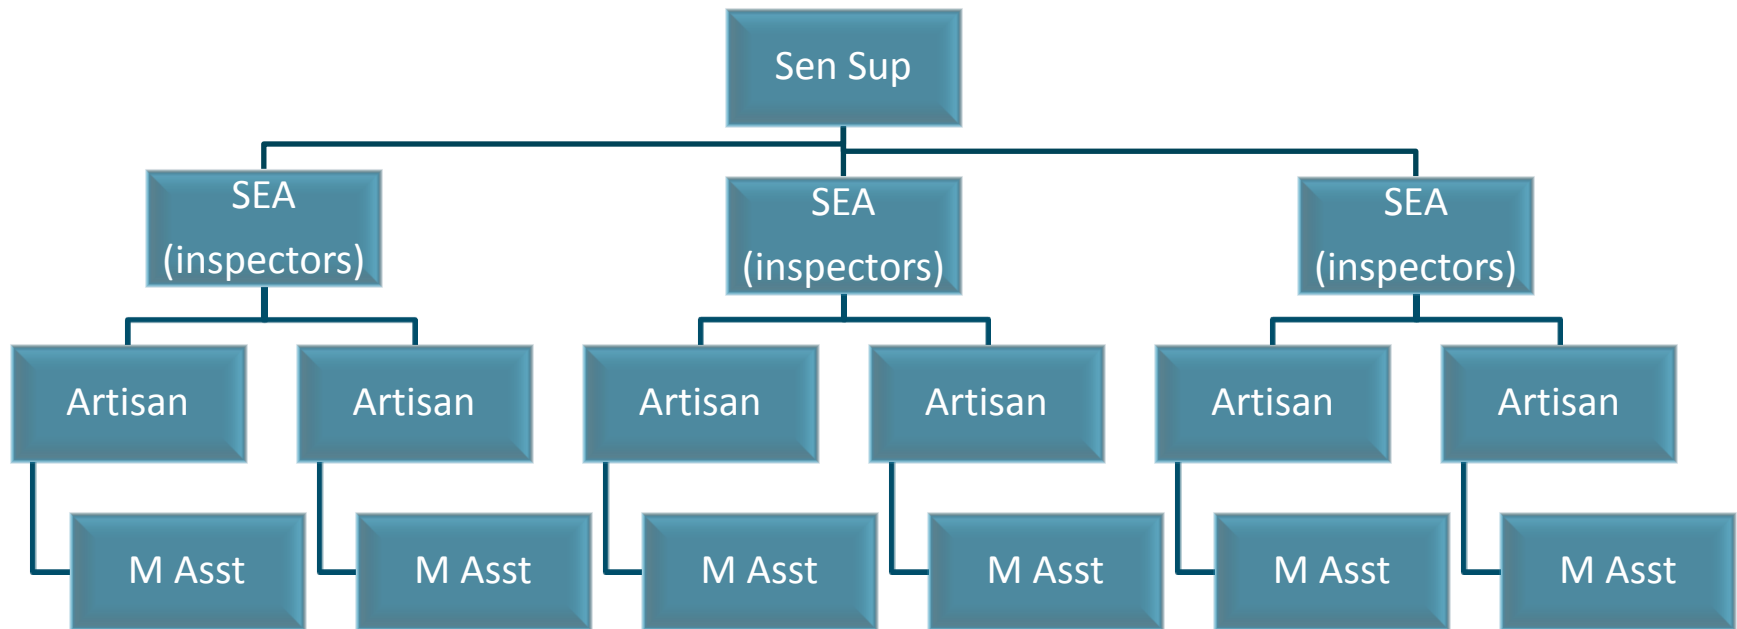 Sen Sup
SEA
(inspectors)
SEA
(inspectors)
SEA
(inspectors)
Artisan
Artisan
Artisan
Artisan
Artisan
Artisan
M Asst
M Asst
M Asst
M Asst
M Asst
M Asst